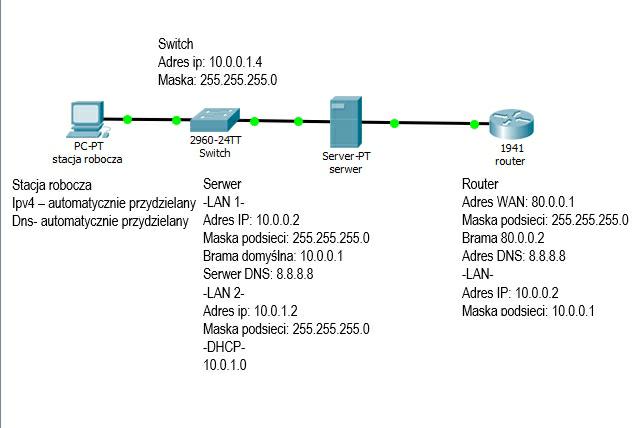 Switch
Adres ip: 10.0.0.1.4
Maska: 255.255.255.0
PC-PT
stacja robocza
2960-24TT
Switch
Server-PT
serwer
1941
router
Stacja robocza
Ipv4 – automatycznie przydzielany
Dns- automatycznie przydzielany
Serwer
-LAN 1-
Adres IP: 10.0.0.2
Maska podsieci: 255.255.255.0
Brama domyślna: 10.0.0.1
Serwer DNS: 8.8.8.8
-LAN 2-
Adres ip: 10.0.1.2
Maska podsieci: 255.255.255.0
-DHCP-
10.0.1.0
Router
Adres WAN: 80.0.0.1
Maska podsieci: 255.255.255.0
Brama 80.0.0.2
Adres DNS: 8.8.8.8
-LAN-
Adres IP: 10.0.0.2
Maska podsieci: 10.0.0.1